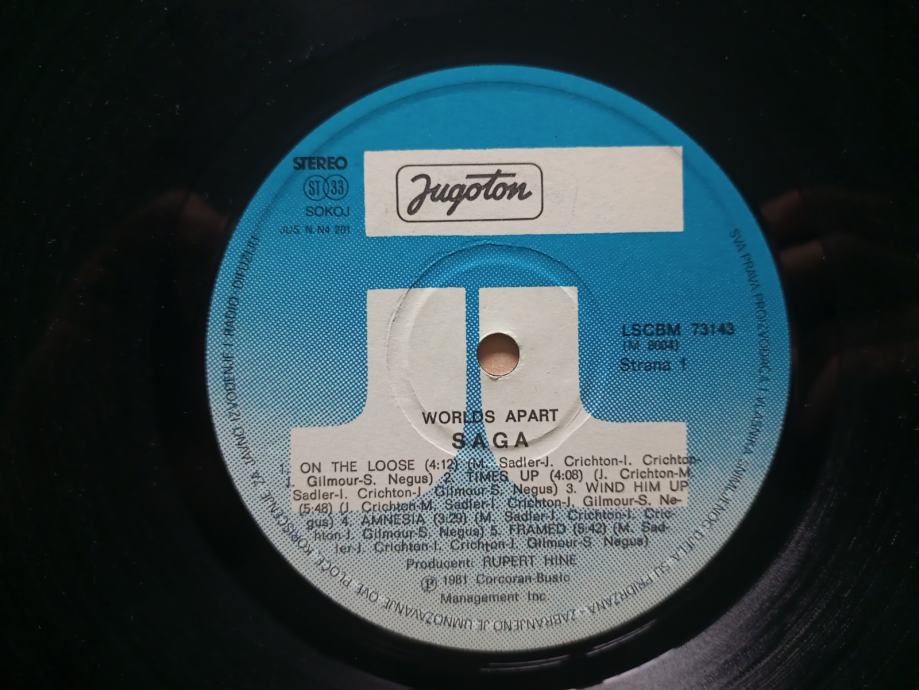 STEREO
ST 33
SOKOJ
JUS. N. N4 201
Jugoton
LSCBM 73143
(M 9004)
Strana 1
WORLDS APART
SAGA
1. ON THE LOOSE (4:12) (M. Sadler-J. Crichton-I. Crichton-
J. Gilmour-S. Negus) 2. TIMES UP (4:08) (J. Crichton-M.
Sadler-I. Crichton-J. Gilmour-S. Negus) 3. WIND HIM UP
(5:48) (J. Crichton-M. Sadler-I. Crichton-J. Gilmour-S. Ne-
gus) 4. AMNESIA (3:29) (M. Sadler-I. Crichton-J. Cric-
hton-J. Gilmour-S. Negus) 5. FRAMED (5:42) (M. Sad-
ler-J. Crichton-I. Crichton-J. Gilmour-S. Negus)
Producent: RUPERT HINE
Ⓟ 1981 Corcoran-Busic
Management Inc.
SVA PRAVA PROIZVOĐAČA I VLASNIKA SNIMLJENOG DJELA SU PRIDRŽANA - ZABRANJENO JE UMNOŽAVANJE OVE PLOČE, KORIŠĆENJE ZA JAVNO IZVOĐENJE I RADIO-DIFUZIJU